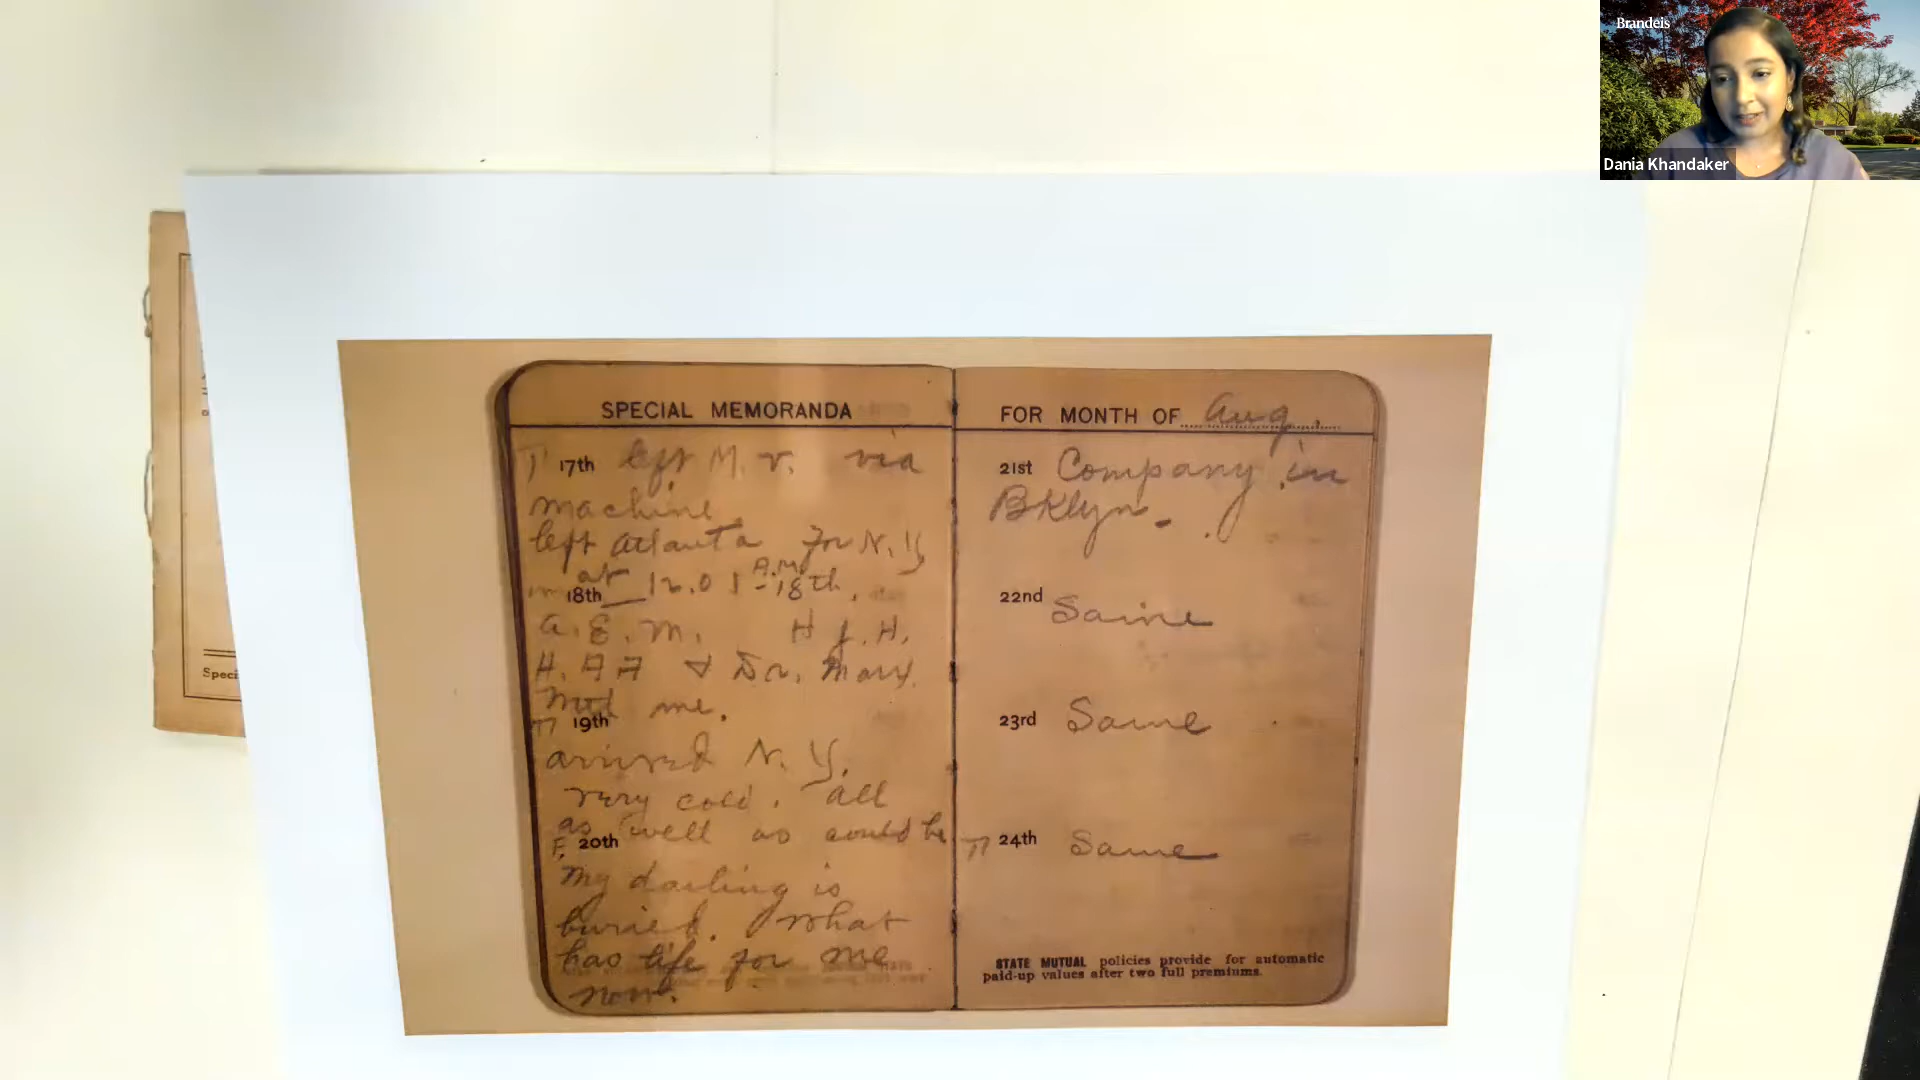 Brandeis
Dania Khandaker
SPECIAL MEMORANDA
T 17th left M. V. via
machine
left Atlanta for N. Y.
at 12.01 A.M. - 18th.
18th
A. E. M. H J. H.
H. A A & Dr. Marx
met me.
T 19th
arrived N. Y.
very cold. All
as well as could be
F. 20th
My darling is
buried. What
has life for me
now.
FOR MONTH OF Aug.
21st Company in
BKlyn.
22nd Same
23rd Same
T 24th Same
STATE MUTUAL policies provide for automatic
paid-up values after two full premiums.
Speci